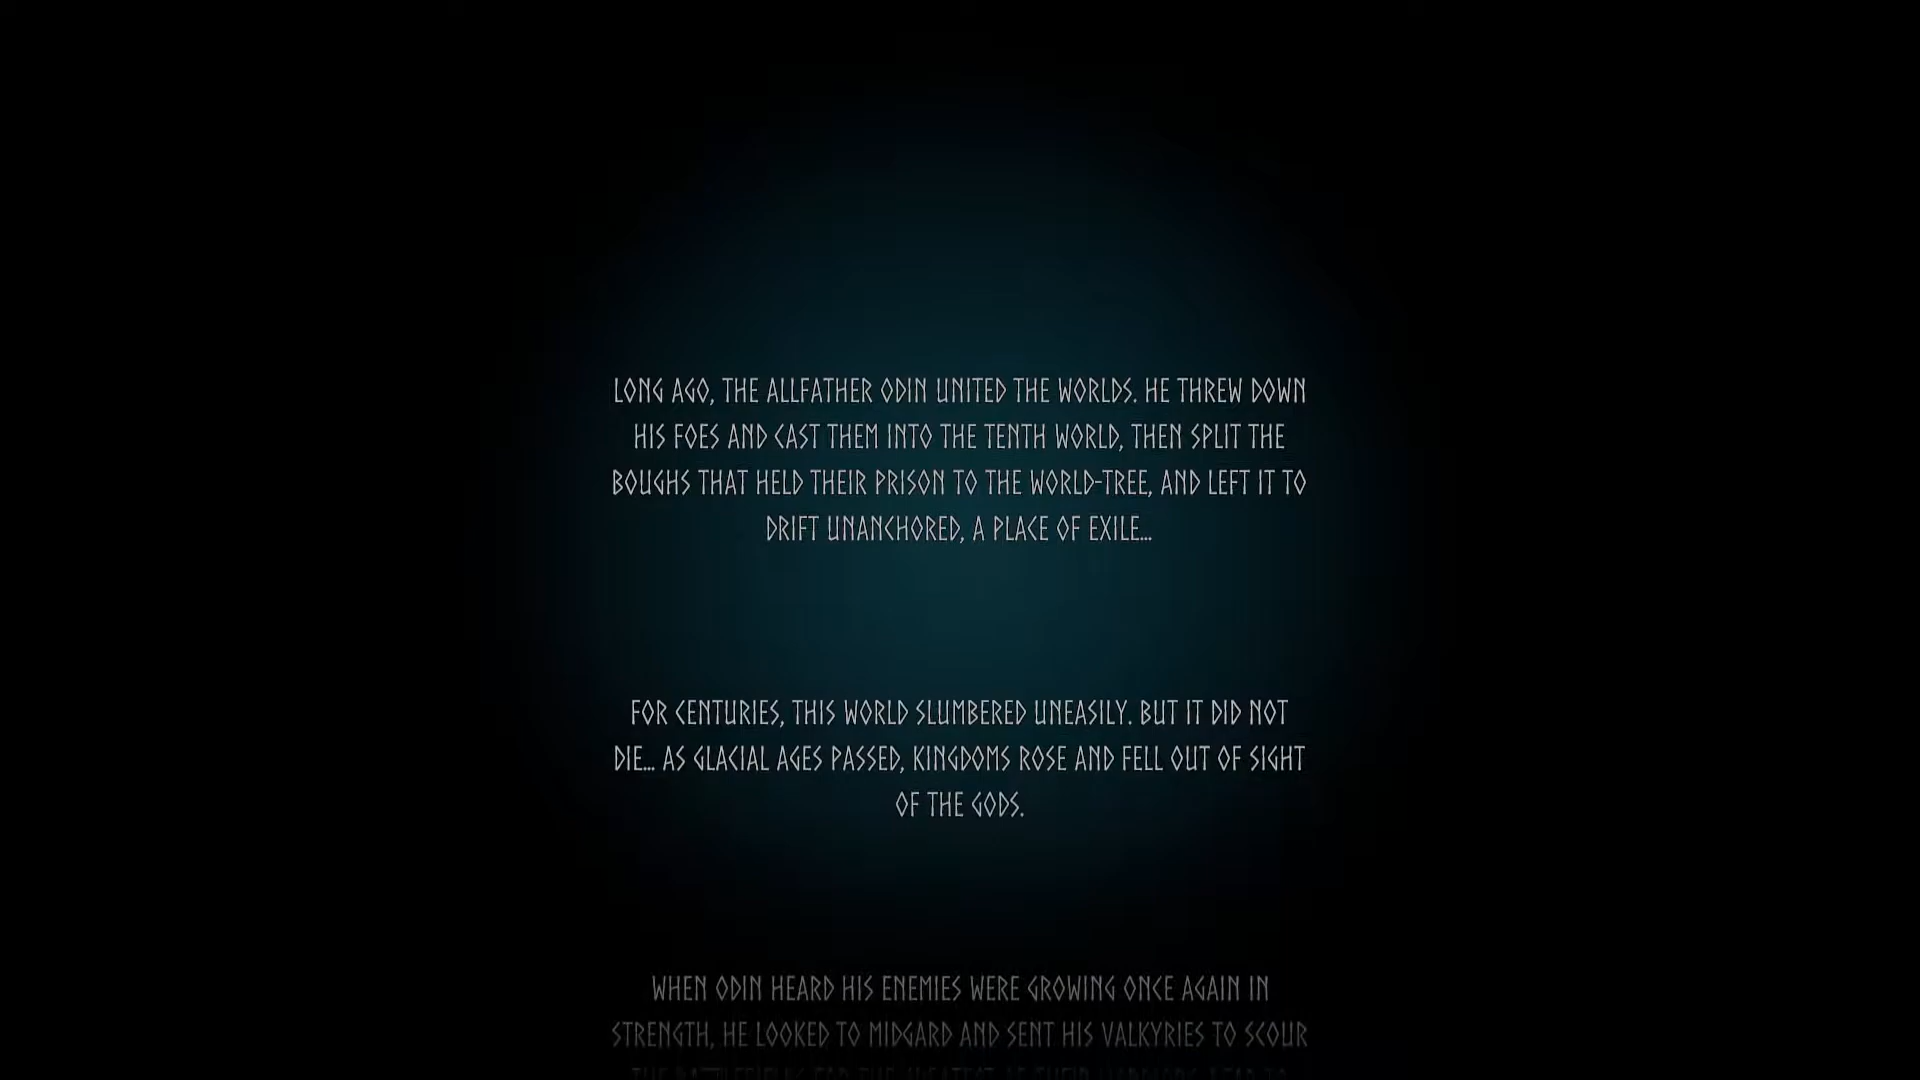 LONG AGO, THE ALLFATHER ODIN UNITED THE WORLDS. HE THREW DOWN
HIS FOES AND CAST THEM INTO THE TENTH WORLD, THEN SPLIT THE
BOUGHS THAT HELD THEIR PRISON TO THE WORLD-TREE, AND LEFT IT TO
DRIFT UNANCHORED, A PLACE OF EXILE...
FOR CENTURIES, THIS WORLD SLUMBERED UNEASILY. BUT IT DID NOT
DIE... AS GLACIAL AGES PASSED, KINGDOMS ROSE AND FELL OUT OF SIGHT
OF THE GODS.
WHEN ODIN HEARD HIS ENEMIES WERE GROWING ONCE AGAIN IN
STRENGTH, HE LOOKED TO MIDGARD AND SENT HIS VALKYRIES TO SCOUR